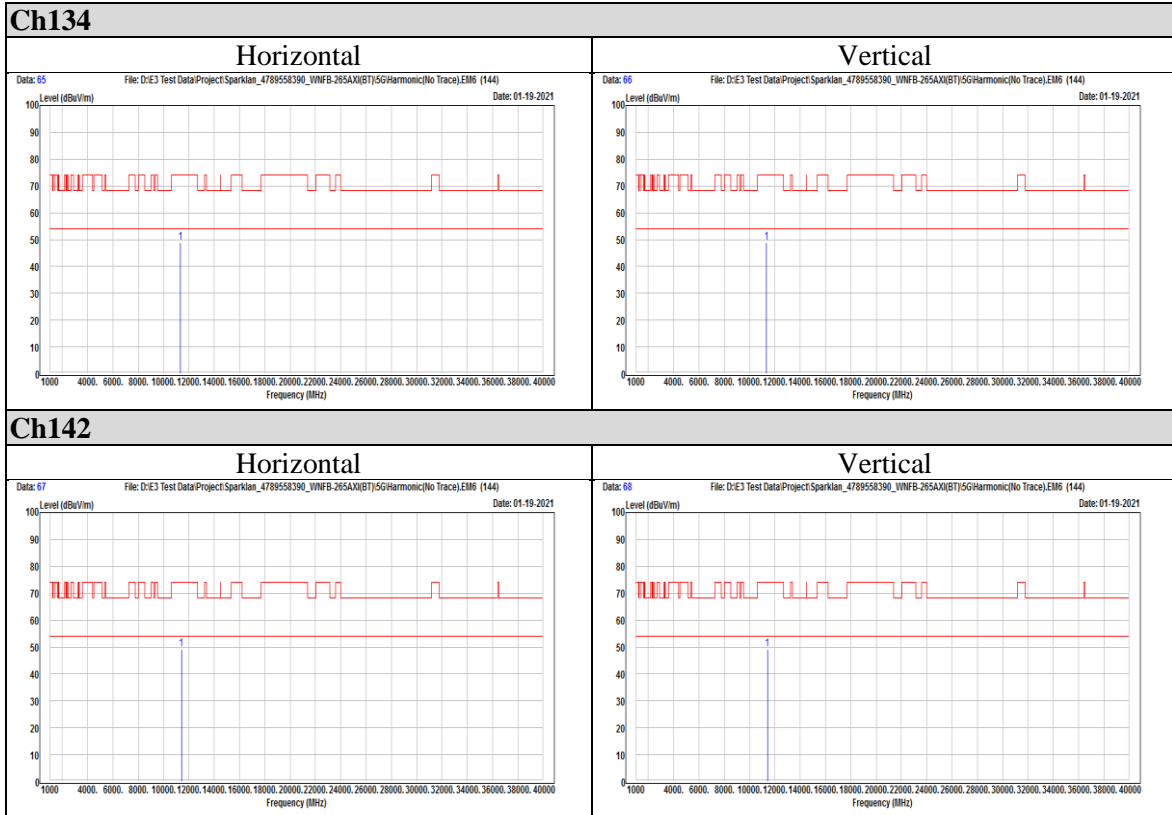 Ch134
Horizontal Vertical
Data: 65 File: D:\E3 Test Data\Project\Sparklan_4789558390_WNFB-265AXI(BT)\5G\Harmonic(No Trace).EM6 (144)
100 Level (dBuV/m) Date: 01-19-2021
90
80
70
60
50
40
30
20
10
0
1
1000 4000. 6000. 8000. 10000. 12000. 14000. 16000. 18000. 20000. 22000. 24000. 26000. 28000. 30000. 32000. 34000. 36000. 38000. 40000
Frequency (MHz)
Data: 66 File: D:\E3 Test Data\Project\Sparklan_4789558390_WNFB-265AXI(BT)\5G\Harmonic(No Trace).EM6 (144)
100 Level (dBuV/m) Date: 01-19-2021
90
80
70
60
50
40
30
20
10
0
1
1000 4000. 6000. 8000. 10000. 12000. 14000. 16000. 18000. 20000. 22000. 24000. 26000. 28000. 30000. 32000. 34000. 36000. 38000. 40000
Frequency (MHz)
Ch142
Horizontal Vertical
Data: 67 File: D:\E3 Test Data\Project\Sparklan_4789558390_WNFB-265AXI(BT)\5G\Harmonic(No Trace).EM6 (144)
100 Level (dBuV/m) Date: 01-19-2021
90
80
70
60
50
40
30
20
10
0
1
1000 4000. 6000. 8000. 10000. 12000. 14000. 16000. 18000. 20000. 22000. 24000. 26000. 28000. 30000. 32000. 34000. 36000. 38000. 40000
Frequency (MHz)
Data: 68 File: D:\E3 Test Data\Project\Sparklan_4789558390_WNFB-265AXI(BT)\5G\Harmonic(No Trace).EM6 (144)
100 Level (dBuV/m) Date: 01-19-2021
90
80
70
60
50
40
30
20
10
0
1
1000 4000. 6000. 8000. 10000. 12000. 14000. 16000. 18000. 20000. 22000. 24000. 26000. 28000. 30000. 32000. 34000. 36000. 38000. 40000
Frequency (MHz)